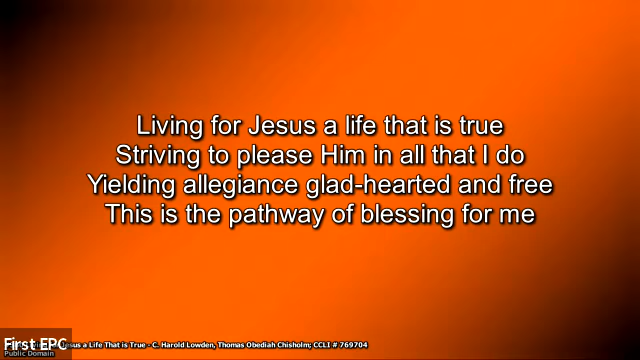 Living for Jesus a life that is true
Striving to please Him in all that I do
Yielding allegiance glad-hearted and free
This is the pathway of blessing for me
First EPC
Jesus a Life That is True - C. Harold Lowden, Thomas Obediah Chisholm; CCLI # 769704
Public Domain